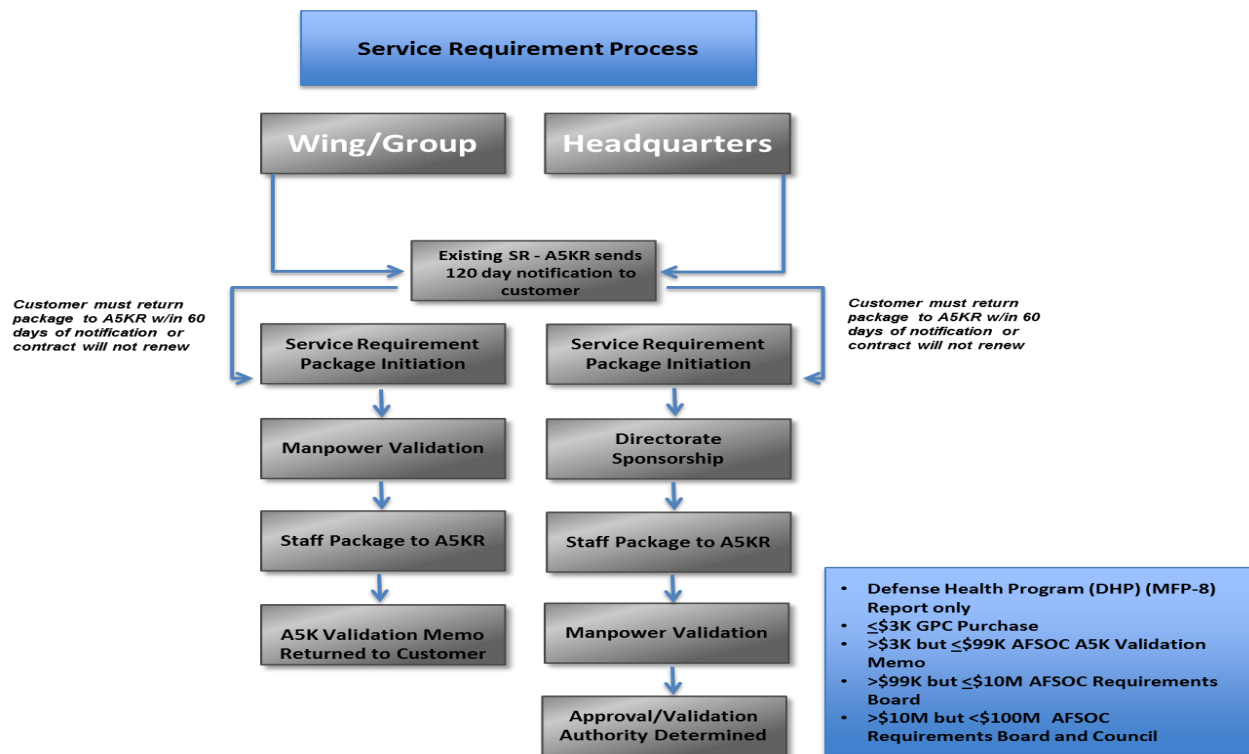 Service Requirement Process
Wing/Group
Headquarters
Existing SR - A5KR sends
120 day notification to
customer
Customer must return
package to A5KR w/in 60
days of notification or
contract will not renew
Customer must return
package to A5KR w/in 60
days of notification or
contract will not renew
Service Requirement
Package Initiation
Service Requirement
Package Initiation
Manpower Validation
Directorate
Sponsorship
Staff Package to A5KR
Staff Package to A5KR
A5K Validation Memo
Returned to Customer
Manpower Validation
Approval/Validation
Authority Determined
• Defense Health Program (DHP) (MFP-8)
Report only
• ≤$3K GPC Purchase
• >$3K but ≤$99K AFSOC A5K Validation
Memo
• >$99K but ≤$10M AFSOC Requirements
Board
• >$10M but <$100M AFSOC
Requirements Board and Council